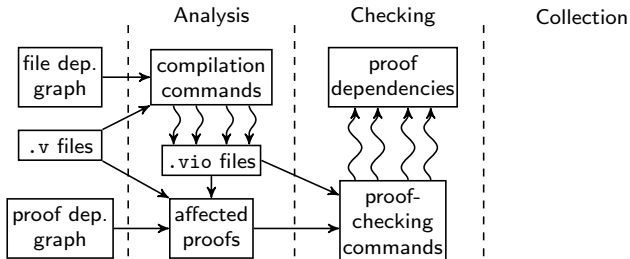 Analysis
Checking
Collection
file dep.
graph
compilation
commands
proof
dependencies
.v files
.vio files
proof dep.
graph
affected
proofs
proof-
checking
commands